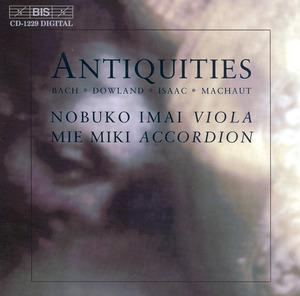 BIS
CD-1229 DIGITAL
ANTIQUITIES
BACH * DOWLAND * ISAAC * MACHAUT
NOBUKO IMAI VIOLA
MIE MIKI ACCORDION